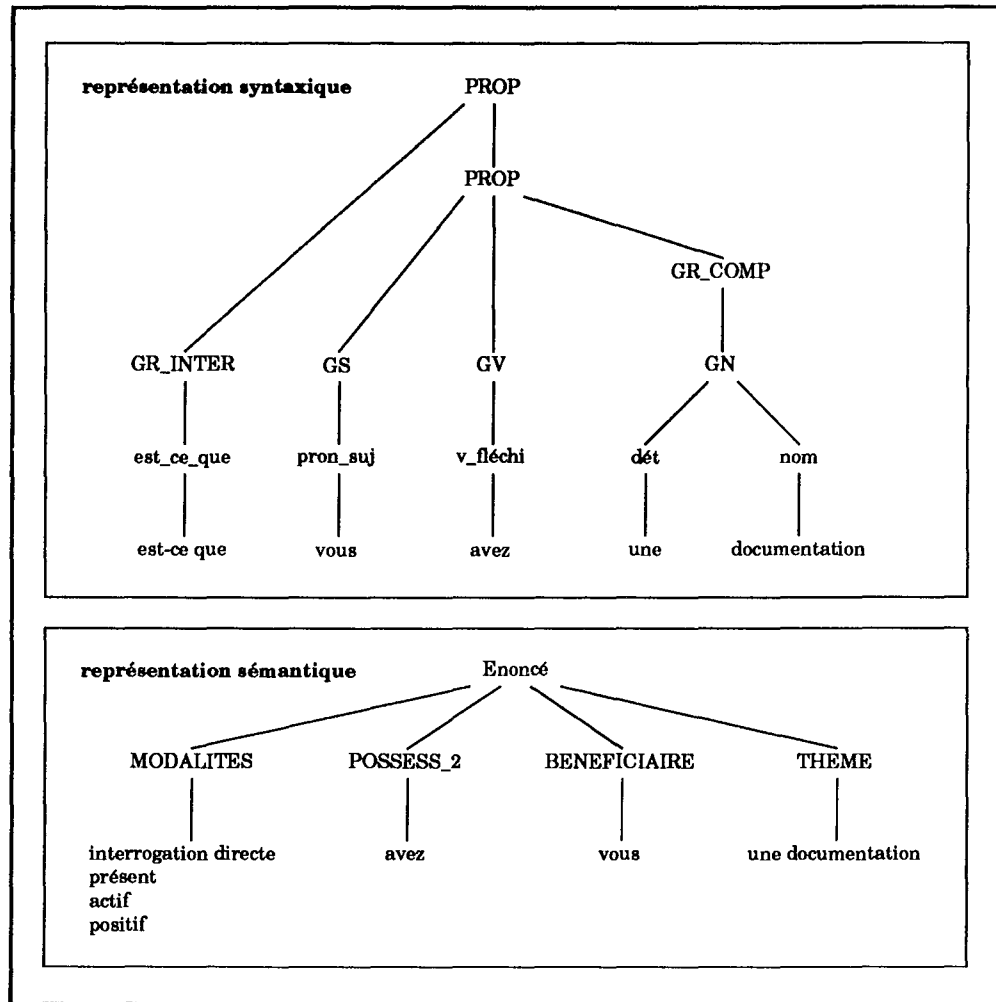 représentation syntaxique PROP
PROP
GR_COMP
GR_INTER GS GV GN
est_ce_que pron_suj v_fléchi dét nom
est-ce que vous avez une documentation
représentation sémantique Enoncé
MODALITES POSSESS_2 BENEFICIAIRE THEME
interrogation directe avez vous une documentation
présent
actif
positif